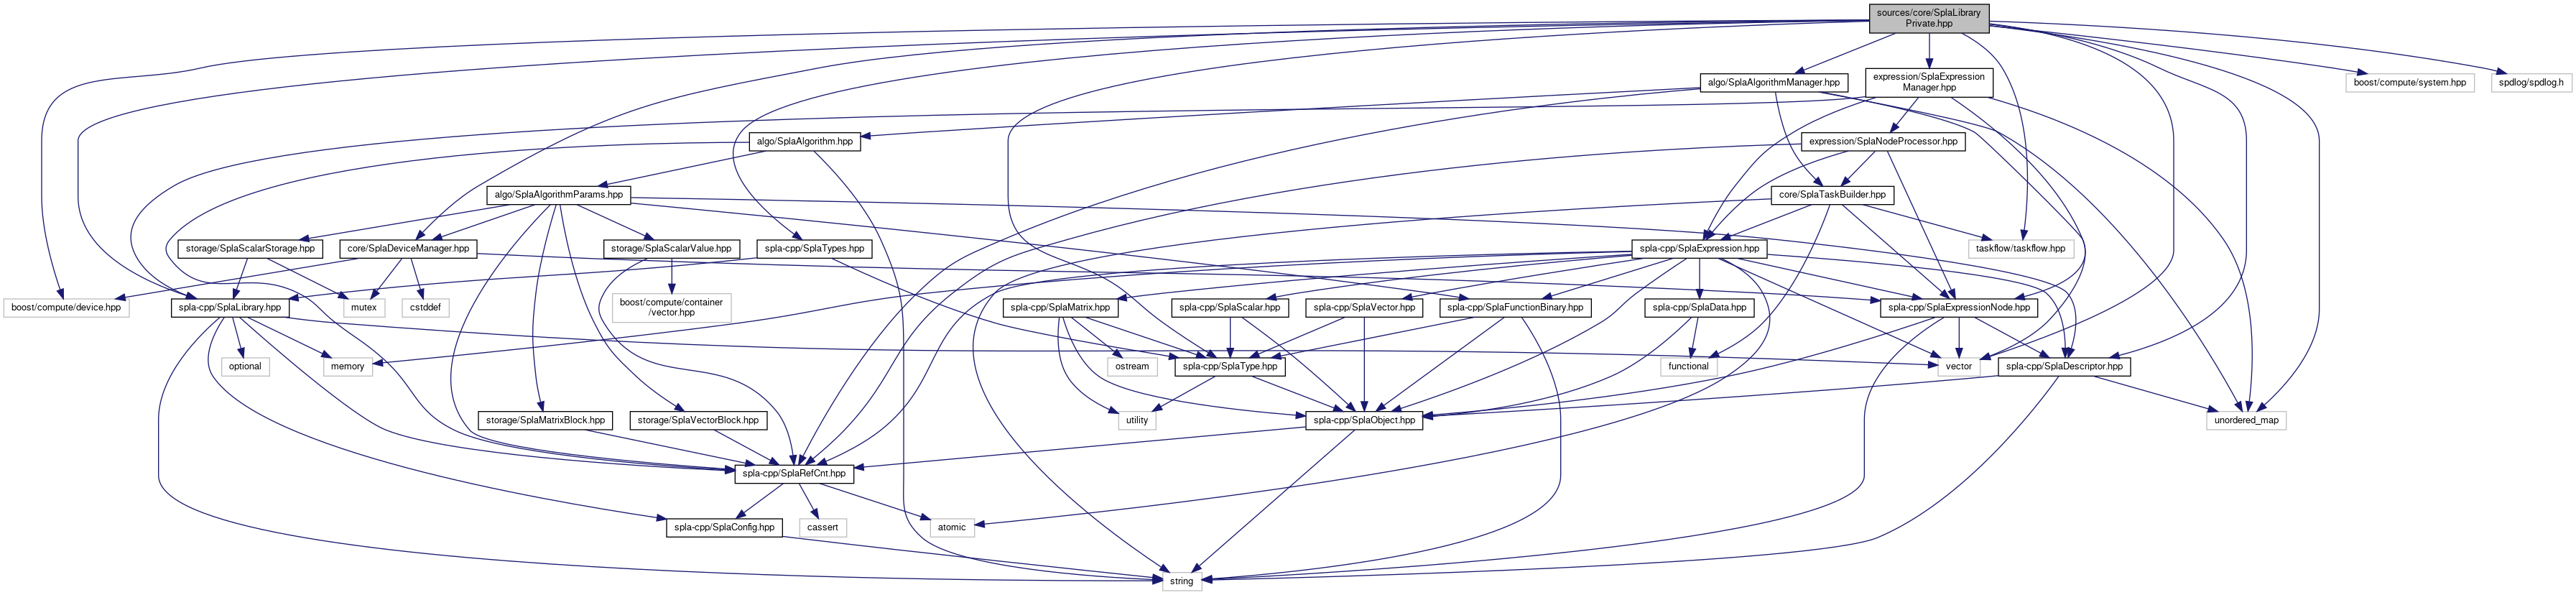 sources/core/SplaLibrary
Private.hpp
algo/SplaAlgorithmManager.hpp
expression/SplaExpression
Manager.hpp
boost/compute/system.hpp
spdlog/spdlog.h
algo/SplaAlgorithm.hpp
expression/SplaNodeProcessor.hpp
algo/SplaAlgorithmParams.hpp
core/SplaTaskBuilder.hpp
storage/SplaScalarStorage.hpp
core/SplaDeviceManager.hpp
storage/SplaScalarValue.hpp
spla-cpp/SplaTypes.hpp
spla-cpp/SplaExpression.hpp
taskflow/taskflow.hpp
boost/compute/device.hpp
spla-cpp/SplaLibrary.hpp
mutex
cstddef
boost/compute/container
/vector.hpp
spla-cpp/SplaMatrix.hpp
spla-cpp/SplaScalar.hpp
spla-cpp/SplaVector.hpp
spla-cpp/SplaFunctionBinary.hpp
spla-cpp/SplaData.hpp
spla-cpp/SplaExpressionNode.hpp
optional
memory
ostream
spla-cpp/SplaType.hpp
functional
vector
spla-cpp/SplaDescriptor.hpp
storage/SplaMatrixBlock.hpp
storage/SplaVectorBlock.hpp
utility
spla-cpp/SplaObject.hpp
unordered_map
spla-cpp/SplaRefCnt.hpp
spla-cpp/SplaConfig.hpp
cassert
atomic
string